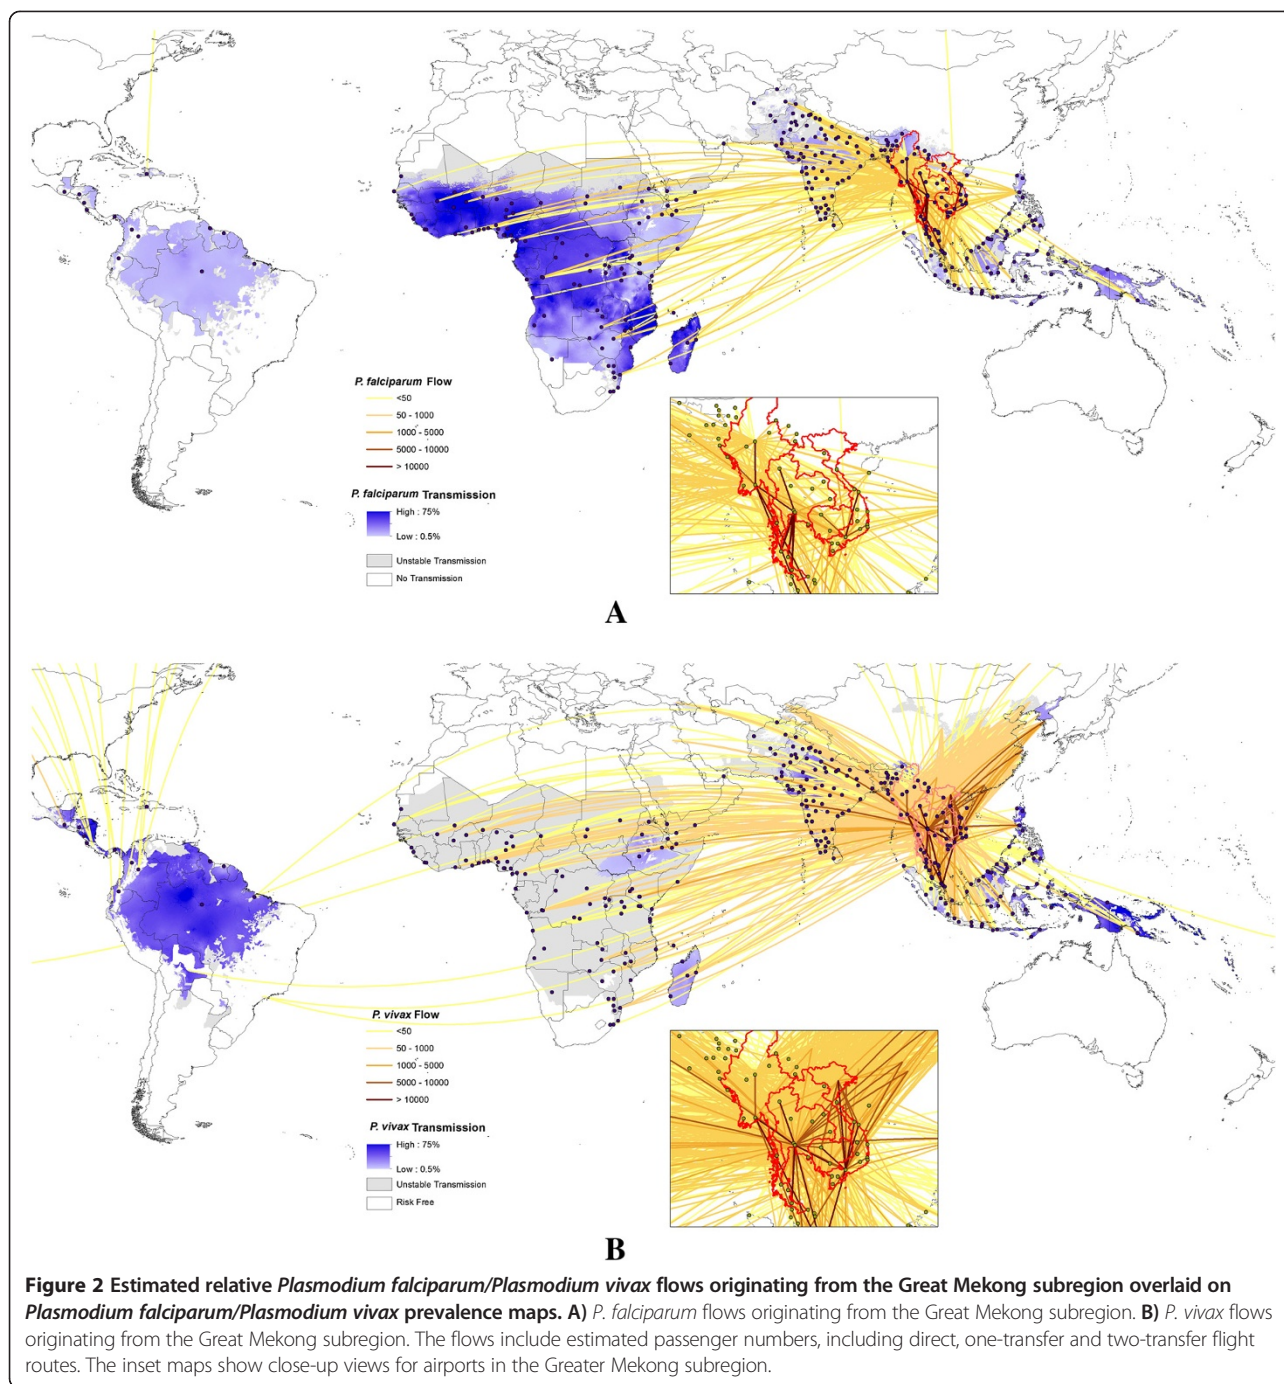 P. falciparum Flow
<50
50 - 1000
1000 - 5000
5000 - 10000
> 10000
P. falciparum Transmission
High : 75%
Low : 0.5%
Unstable Transmission
No Transmission
A
P. vivax Flow
<50
50 - 1000
1000 - 5000
5000 - 10000
> 10000
P. vivax Transmission
High : 75%
Low : 0.5%
Unstable Transmission
Risk Free
B
Figure 2 Estimated relative Plasmodium falciparum/Plasmodium vivax flows originating from the Great Mekong subregion overlaid on
Plasmodium falciparum/Plasmodium vivax prevalence maps. A) P. falciparum flows originating from the Great Mekong subregion. B) P. vivax flows
originating from the Great Mekong subregion. The flows include estimated passenger numbers, including direct, one-transfer and two-transfer flight
routes. The inset maps show close-up views for airports in the Greater Mekong subregion.